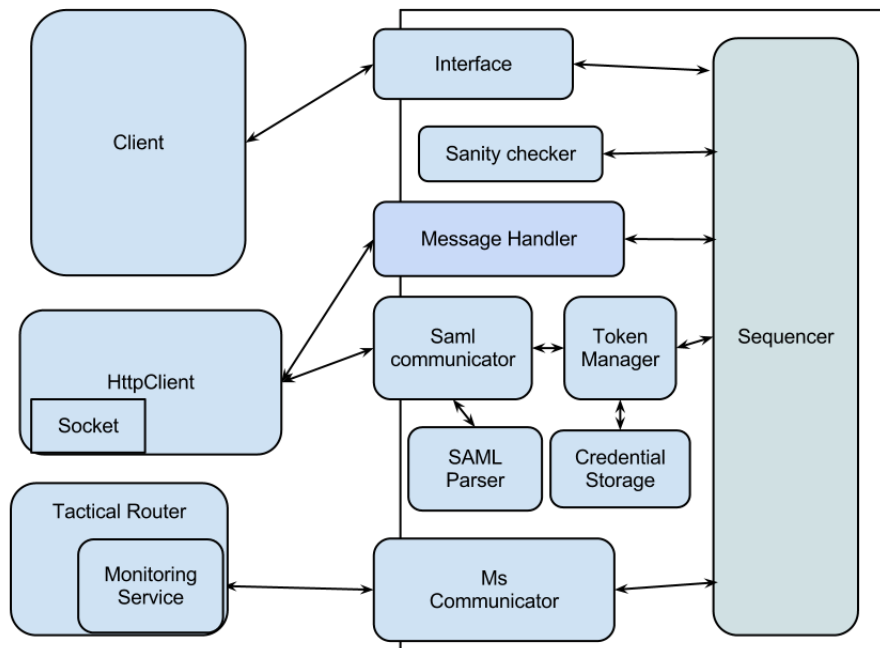 Client
Interface
Sanity checker
Message Handler
HttpClient
Socket
Saml
communicator
Token
Manager
Sequencer
SAML
Parser
Credential
Storage
Tactical Router
Monitoring
Service
Ms
Communicator